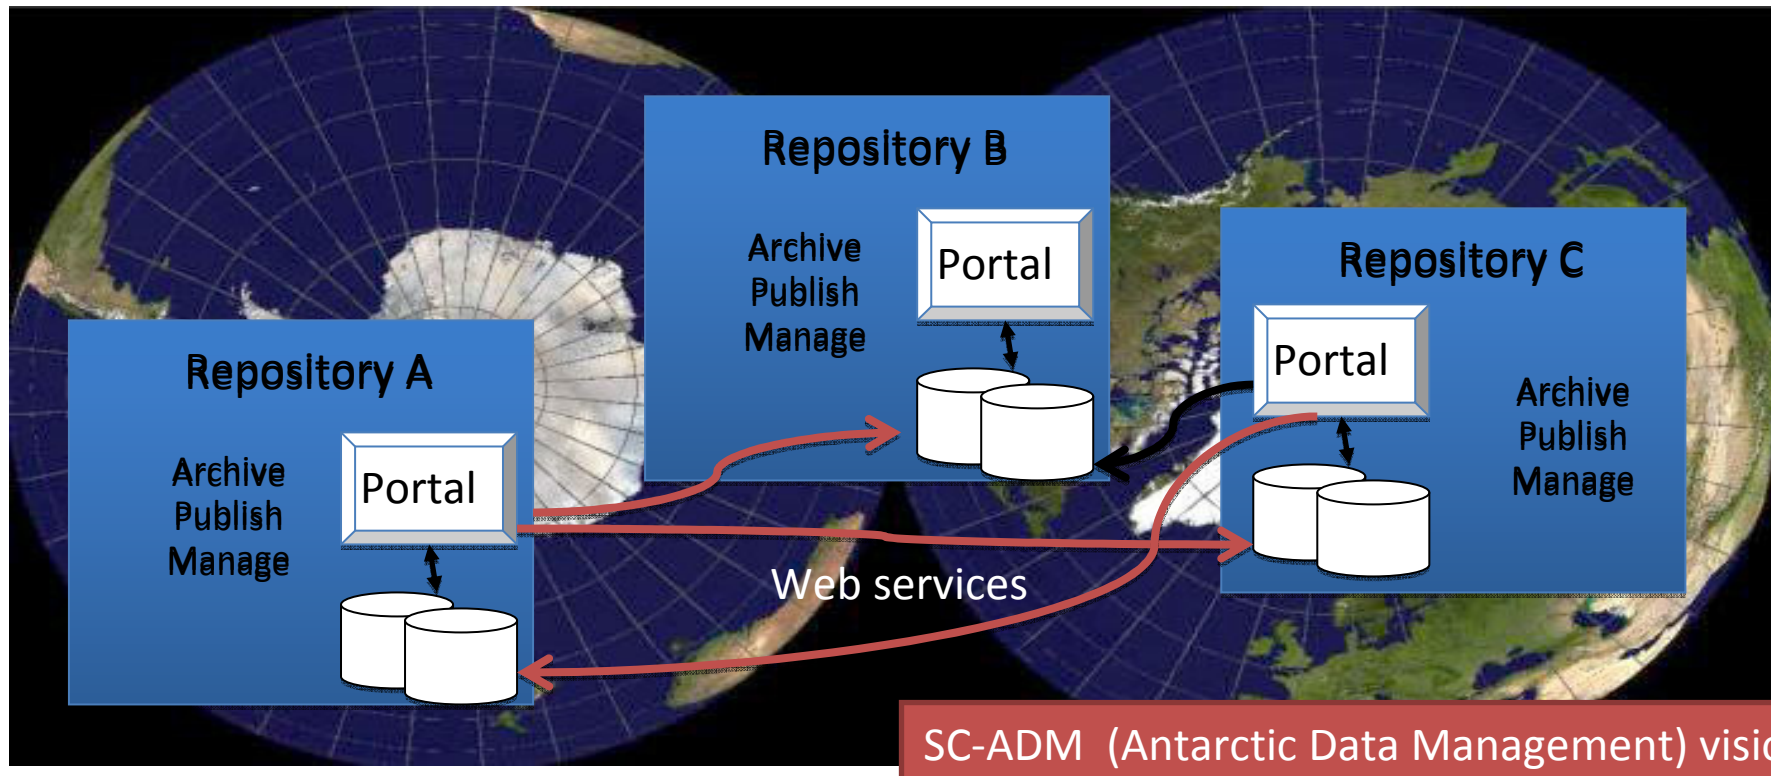 Repository B
Archive
Publish
Manage
Portal
Repository C
Portal
Archive
Publish
Manage
Repository A
Archive
Publish
Manage
Portal
Web services
SC-ADM (Antarctic Data Management)